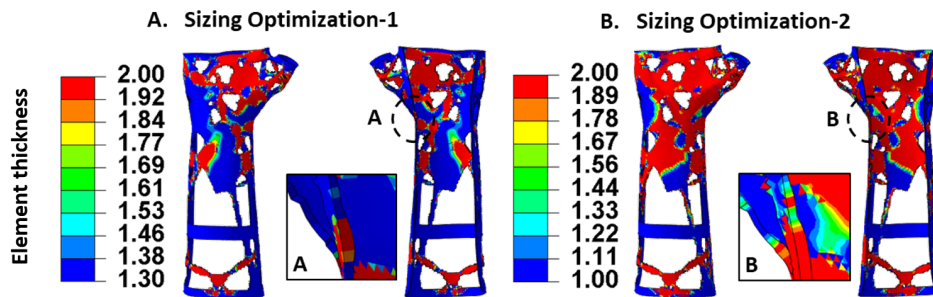 A. Sizing Optimization-1
B. Sizing Optimization-2
Element thickness
2.00
1.92
1.84
1.77
1.69
1.61
1.53
1.46
1.38
1.30
A
A
2.00
1.89
1.78
1.67
1.56
1.44
1.33
1.22
1.11
1.00
B
B